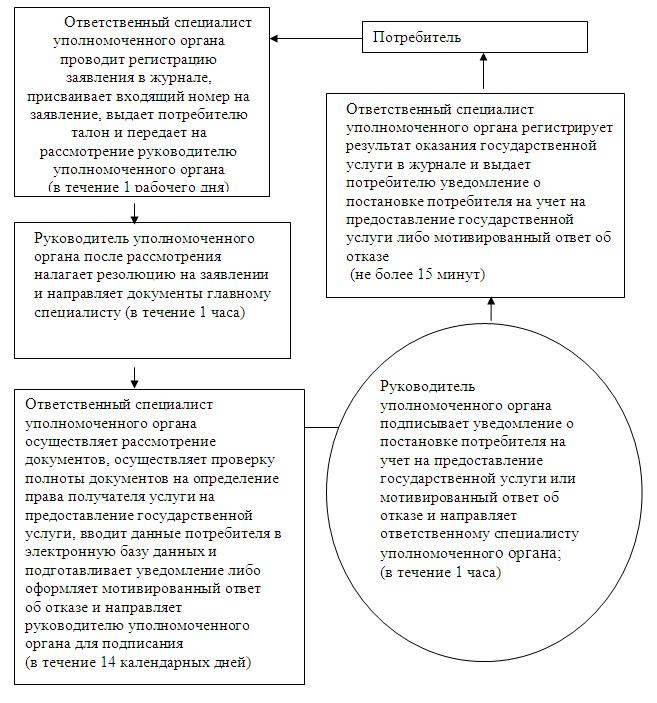 Потребитель
Ответственный специалист
уполномоченного органа
проводит регистрацию
заявления в журнале,
присваивает входящий номер на
заявление, выдает потребителю
талон и передает на
рассмотрение руководителю
уполномоченного органа
(в течение 1 рабочего дня)
Руководитель уполномоченного
органа после рассмотрения
налагает резолюцию на заявлении
и направляет документы главному
специалисту (в течение 1 часа)
Ответственный специалист
уполномоченного органа
осуществляет рассмотрение
документов, осуществляет проверку
полноты документов на определение
права получателя услуги на
предоставление государственной
услуги, вводит данные потребителя в
электронную базу данных и
подготавливает уведомление либо
оформляет мотивированный ответ
об отказе и направляет
руководителю уполномоченного
органа для подписания
(в течение 14 календарных дней)
Руководитель
уполномоченного органа
подписывает уведомление о
постановке потребителя на
учет на предоставление
государственной услуги или
мотивированный ответ об
отказе и направляет
ответственному специалисту
уполномоченного органа;
(в течение 1 часа)
Ответственный специалист
уполномоченного органа регистрирует
результат оказания государственной
услуги в журнале и выдает
потребителю уведомление о
постановке потребителя на учет на
предоставление государственной
услуги либо мотивированный ответ об
отказе
(не более 15 минут)